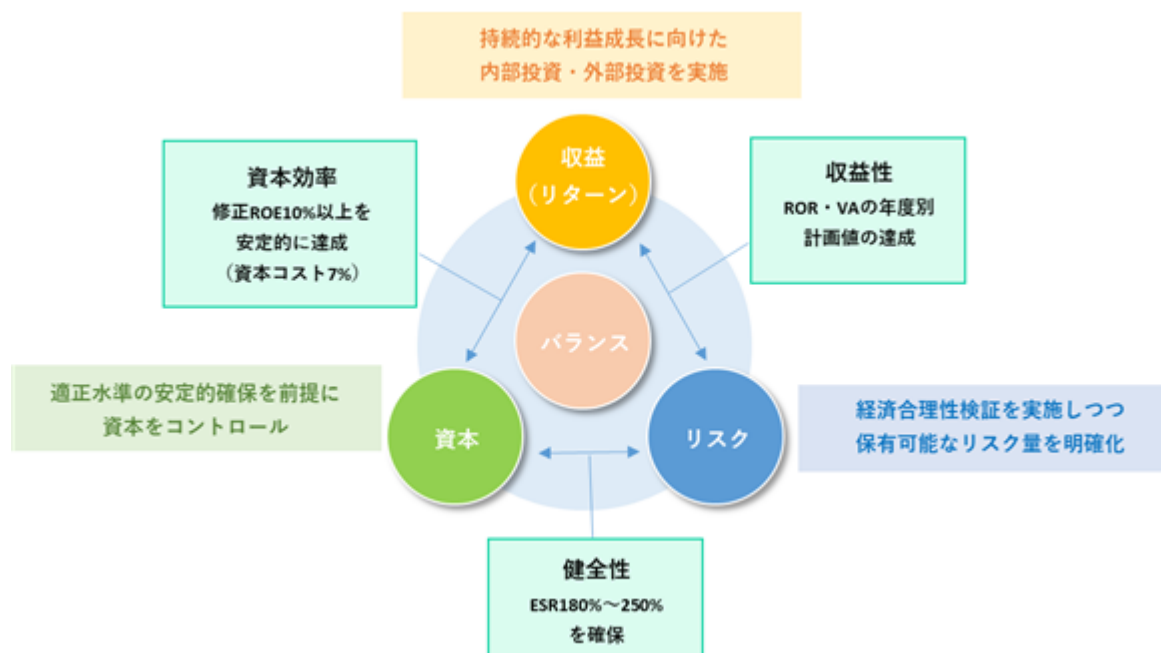 持続的な利益成長に向けた
内部投資・外部投資を実施
収益
（リターン）
資本効率
修正ROE10%以上を
安定的に達成
（資本コスト7%）
収益性
ROR・VAの年度別
計画値の達成
バランス
適正水準の安定的確保を前提に
資本をコントロール
資本
リスク
経済合理性検証を実施しつつ
保有可能なリスク量を明確化
健全性
ESR180%～250%
を確保